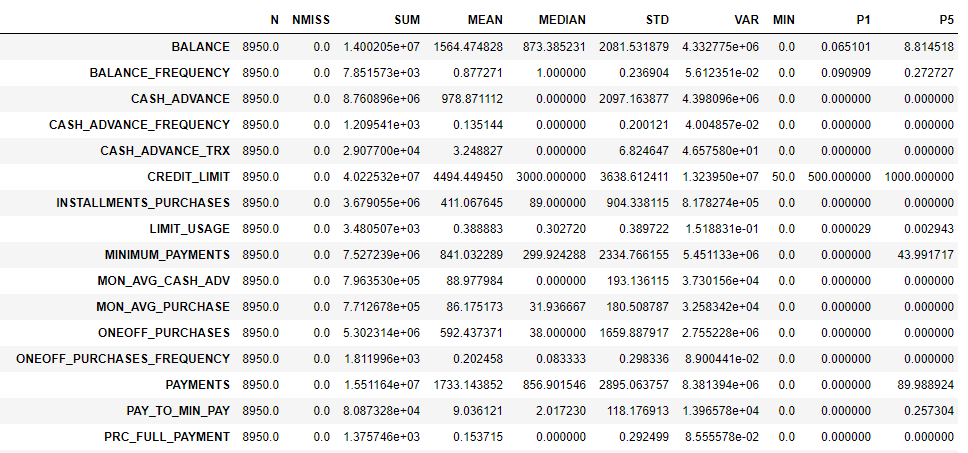 N NMISS SUM MEAN MEDIAN STD VAR MIN P1 P5
BALANCE 8950.0 0.0 1.400205e+07 1564.474828 873.385231 2081.531879 4.332775e+06 0.0 0.065101 8.814518
BALANCE_FREQUENCY 8950.0 0.0 7.851573e+03 0.877271 1.000000 0.236904 5.612351e-02 0.0 0.090909 0.272727
CASH_ADVANCE 8950.0 0.0 8.760896e+06 978.871112 0.000000 2097.163877 4.398096e+06 0.0 0.000000 0.000000
CASH_ADVANCE_FREQUENCY 8950.0 0.0 1.209541e+03 0.135144 0.000000 0.200121 4.004857e-02 0.0 0.000000 0.000000
CASH_ADVANCE_TRX 8950.0 0.0 2.907700e+04 3.248827 0.000000 6.824647 4.657580e+01 0.0 0.000000 0.000000
CREDIT_LIMIT 8950.0 0.0 4.022532e+07 4494.449450 3000.000000 3638.612411 1.323950e+07 50.0 500.000000 1000.000000
INSTALLMENTS_PURCHASES 8950.0 0.0 3.679055e+06 411.067645 89.000000 904.338115 8.178274e+05 0.0 0.000000 0.000000
LIMIT_USAGE 8950.0 0.0 3.480507e+03 0.388883 0.302720 0.389722 1.518831e-01 0.0 0.000029 0.002943
MINIMUM_PAYMENTS 8950.0 0.0 7.527239e+06 841.032289 299.924288 2334.766155 5.451133e+06 0.0 0.000000 43.991717
MON_AVG_CASH_ADV 8950.0 0.0 7.963530e+05 88.977984 0.000000 193.136115 3.730156e+04 0.0 0.000000 0.000000
MON_AVG_PURCHASE 8950.0 0.0 7.712678e+05 86.175173 31.936667 180.508787 3.258342e+04 0.0 0.000000 0.000000
ONEOFF_PURCHASES 8950.0 0.0 5.302314e+06 592.437371 38.000000 1659.887917 2.755228e+06 0.0 0.000000 0.000000
ONEOFF_PURCHASES_FREQUENCY 8950.0 0.0 1.811996e+03 0.202458 0.083333 0.298336 8.900441e-02 0.0 0.000000 0.000000
PAYMENTS 8950.0 0.0 1.551164e+07 1733.143852 856.901546 2895.063757 8.381394e+06 0.0 0.000000 89.988924
PAY_TO_MIN_PAY 8950.0 0.0 8.087328e+04 9.036121 2.017230 118.176913 1.396578e+04 0.0 0.000000 0.257304
PRC_FULL_PAYMENT 8950.0 0.0 1.375746e+03 0.153715 0.000000 0.292499 8.555578e-02 0.0 0.000000 0.000000